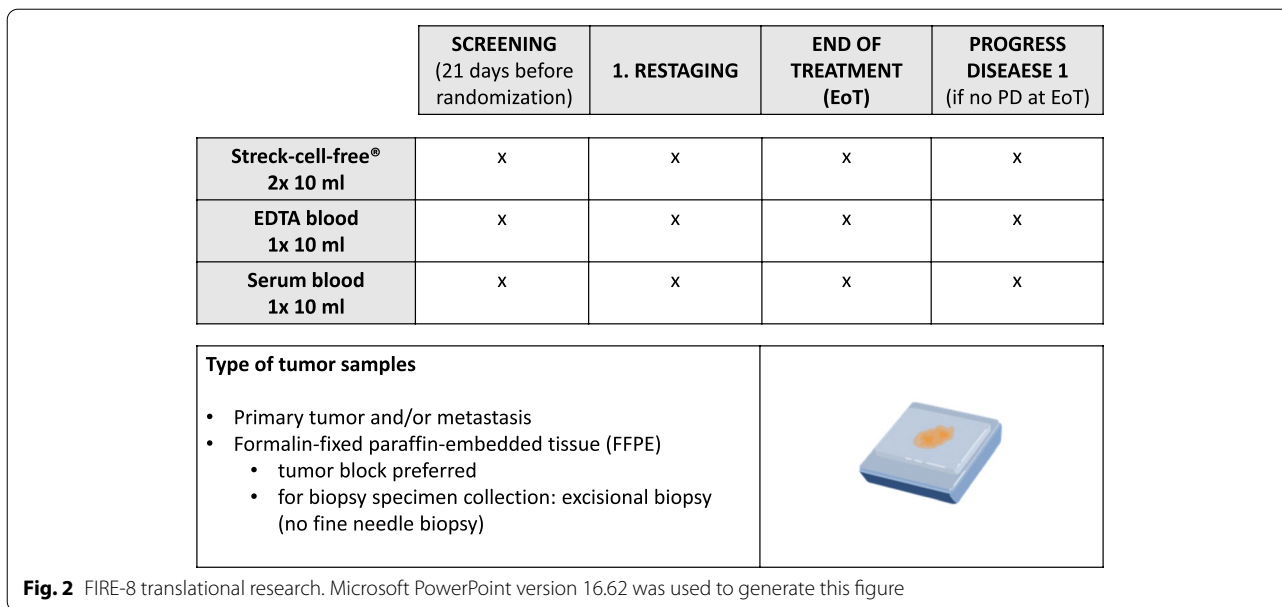 SCREENING
(21 days before
randomization)
1. RESTAGING
END OF
TREATMENT
(EoT)
PROGRESS
DISEAESE 1
(if no PD at EoT)
Streck-cell-free®
2x 10 ml
x x x x
EDTA blood
1x 10 ml
x x x x
Serum blood
1x 10 ml
x x x x
Type of tumor samples
• Primary tumor and/or metastasis
• Formalin-fixed paraffin-embedded tissue (FFPE)
• tumor block preferred
• for biopsy specimen collection: excisional biopsy
(no fine needle biopsy)
Fig. 2 FIRE-8 translational research. Microsoft PowerPoint version 16.62 was used to generate this figure